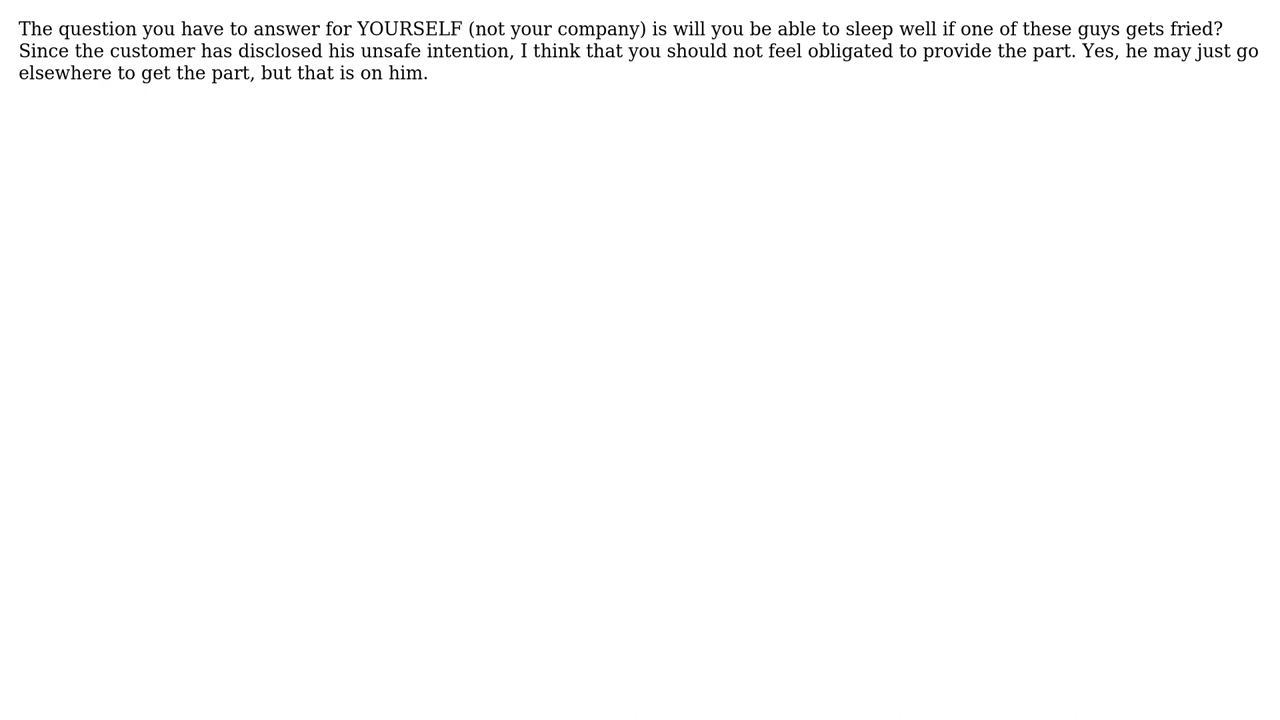 The question you have to answer for YOURSELF (not your company) is will you be able to sleep well if one of these guys gets fried?
Since the customer has disclosed his unsafe intention, I think that you should not feel obligated to provide the part. Yes, he may just go
elsewhere to get the part, but that is on him.